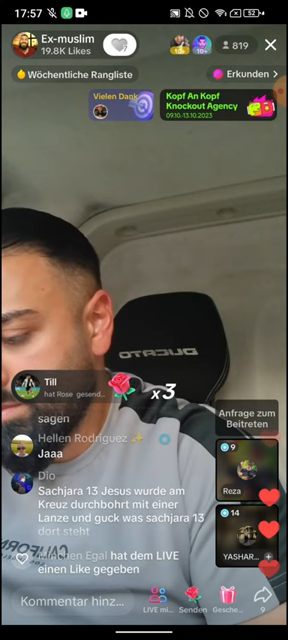 17:57
52
Ex-muslim
19.8K Likes
10+
819
Wöchentliche Rangliste
Erkunden >
Vielen Dank
Kopf An Kopf
Knockout Agency
09.10-13.10.2023
DUCATO
Till
hat Rose gesend...
x3
sagen
Anfrage zum
Beitreten
Hellen Rodriguez
Jaaa
9
Reza
Dio
Sachjara 13 Jesus wurde am
Kreuz durchbohrt mit einer
Lanze und guck was sachjara 13
dort steht
14
YASHAR...
Egal hat dem LIVE
einen Like gegeben
Kommentar hinz...
LIVE mi...
Senden
Gesche...
9